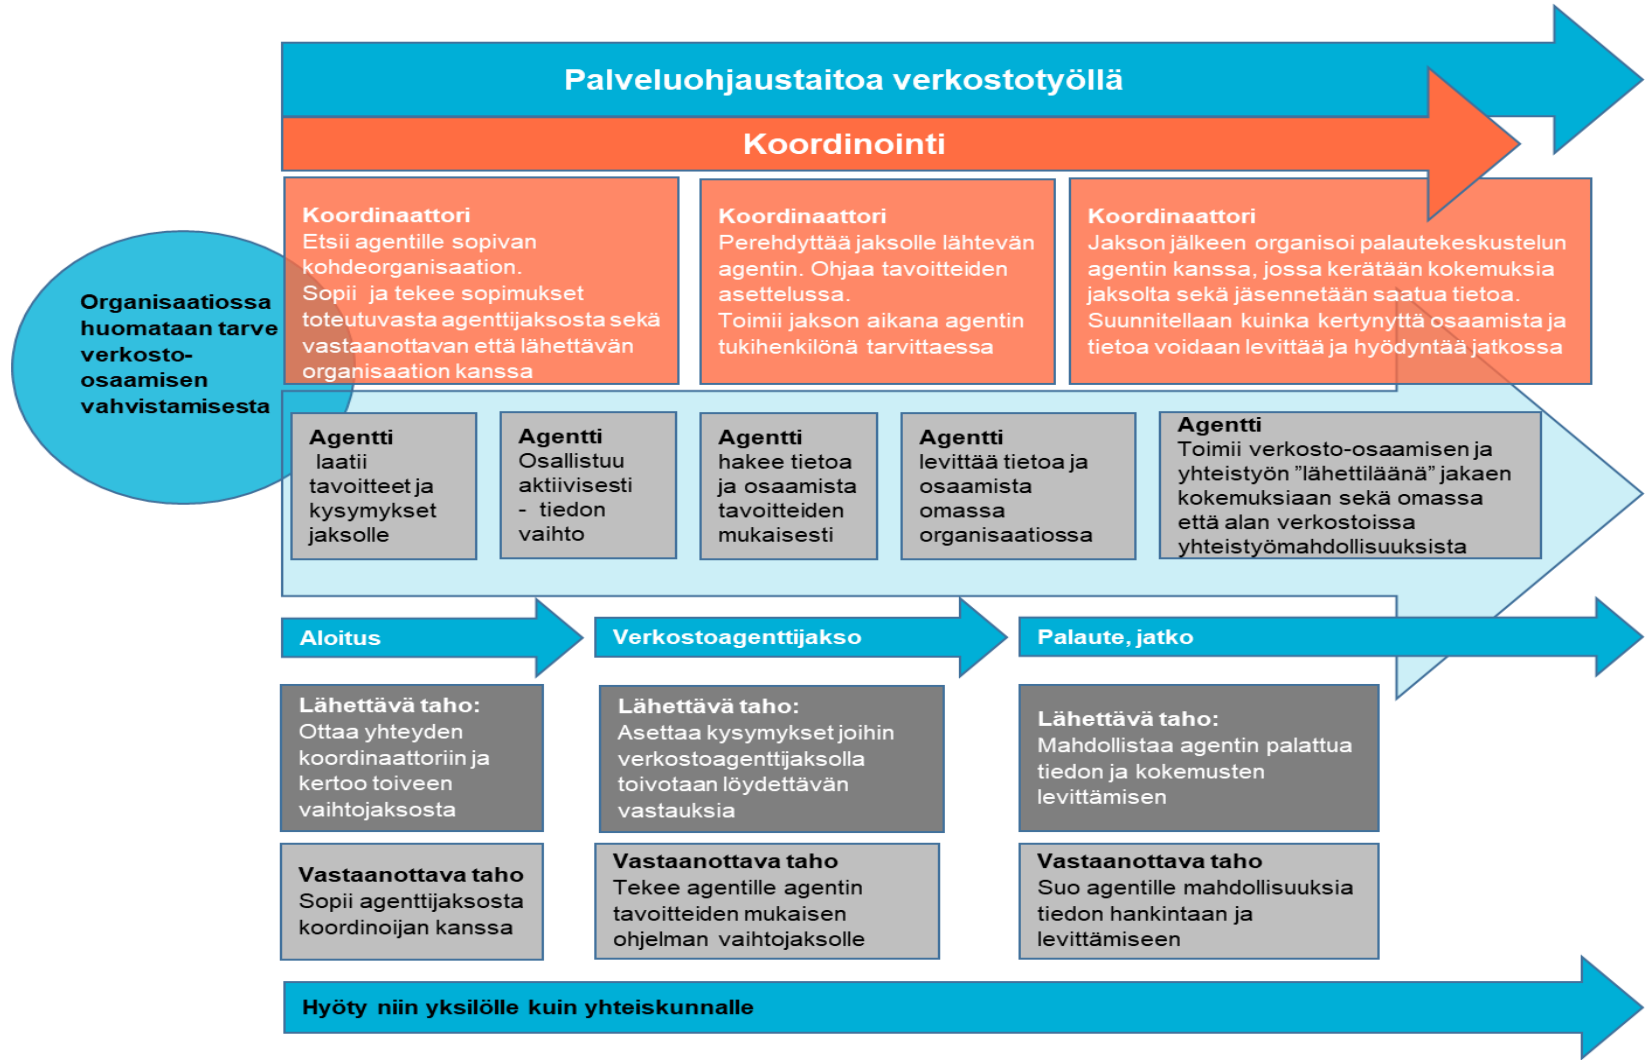 Palveluohjaustaitoa verkostotyöllä
Koordinointi
Organisaatiossa
huomataan tarve
verkosto-
osaamisen
vahvistamisesta
Koordinaattori
Etsii agentille sopivan
kohdeorganisaation.
Sopii ja tekee sopimukset
toteutuvasta agenttijaksosta sekä
vastaanottavan että lähettävän
organisaation kanssa
Koordinaattori
Perehdyttää jaksolle lähtevän
agentin. Ohjaa tavoitteiden
asettelussa.
Toimii jakson aikana agentin
tukihenkilönä tarvittaessa
Koordinaattori
Jakson jälkeen organisoi palautekeskustelun
agentin kanssa, jossa kerätään kokemuksia
jaksolta sekä jäsennetään saatua tietoa.
Suunnitellaan kuinka kertynyttä osaamista ja
tietoa voidaan levittää ja hyödyntää jatkossa
Agentti
laatii
tavoitteet ja
kysymykset
jaksolle
Agentti
Osallistuu
aktiivisesti
- tiedon
vaihto
Agentti
hakee tietoa
ja osaamista
tavoitteiden
mukaisesti
Agentti
levittää tietoa ja
osaamista
omassa
organisaatiossa
Agentti
Toimii verkosto-osaamisen ja
yhteistyön ”lähettiläänä” jakaen
kokemuksiaan sekä omassa
että alan verkostoissa
yhteistyömahdollisuuksista
Aloitus
Verkostoagenttijakso
Palaute, jatko
Lähettävä taho:
Ottaa yhteyden
koordinaattoriin ja
kertoo toiveen
vaihtojaksosta
Lähettävä taho:
Asettaa kysymykset joihin
verkostoagenttijaksolla
toivotaan löydettävän
vastauksia
Lähettävä taho:
Mahdollistaa agentin palattua
tiedon ja kokemusten
levittämisen
Vastaanottava taho
Sopii agenttijaksosta
koordinoijan kanssa
Vastaanottava taho
Tekee agentille agentin
tavoitteiden mukaisen
ohjelman vaihtojaksolle
Vastaanottava taho
Suo agentille mahdollisuuksia
tiedon hankintaan ja
levittämiseen
Hyöty niin yksilölle kuin yhteiskunnalle